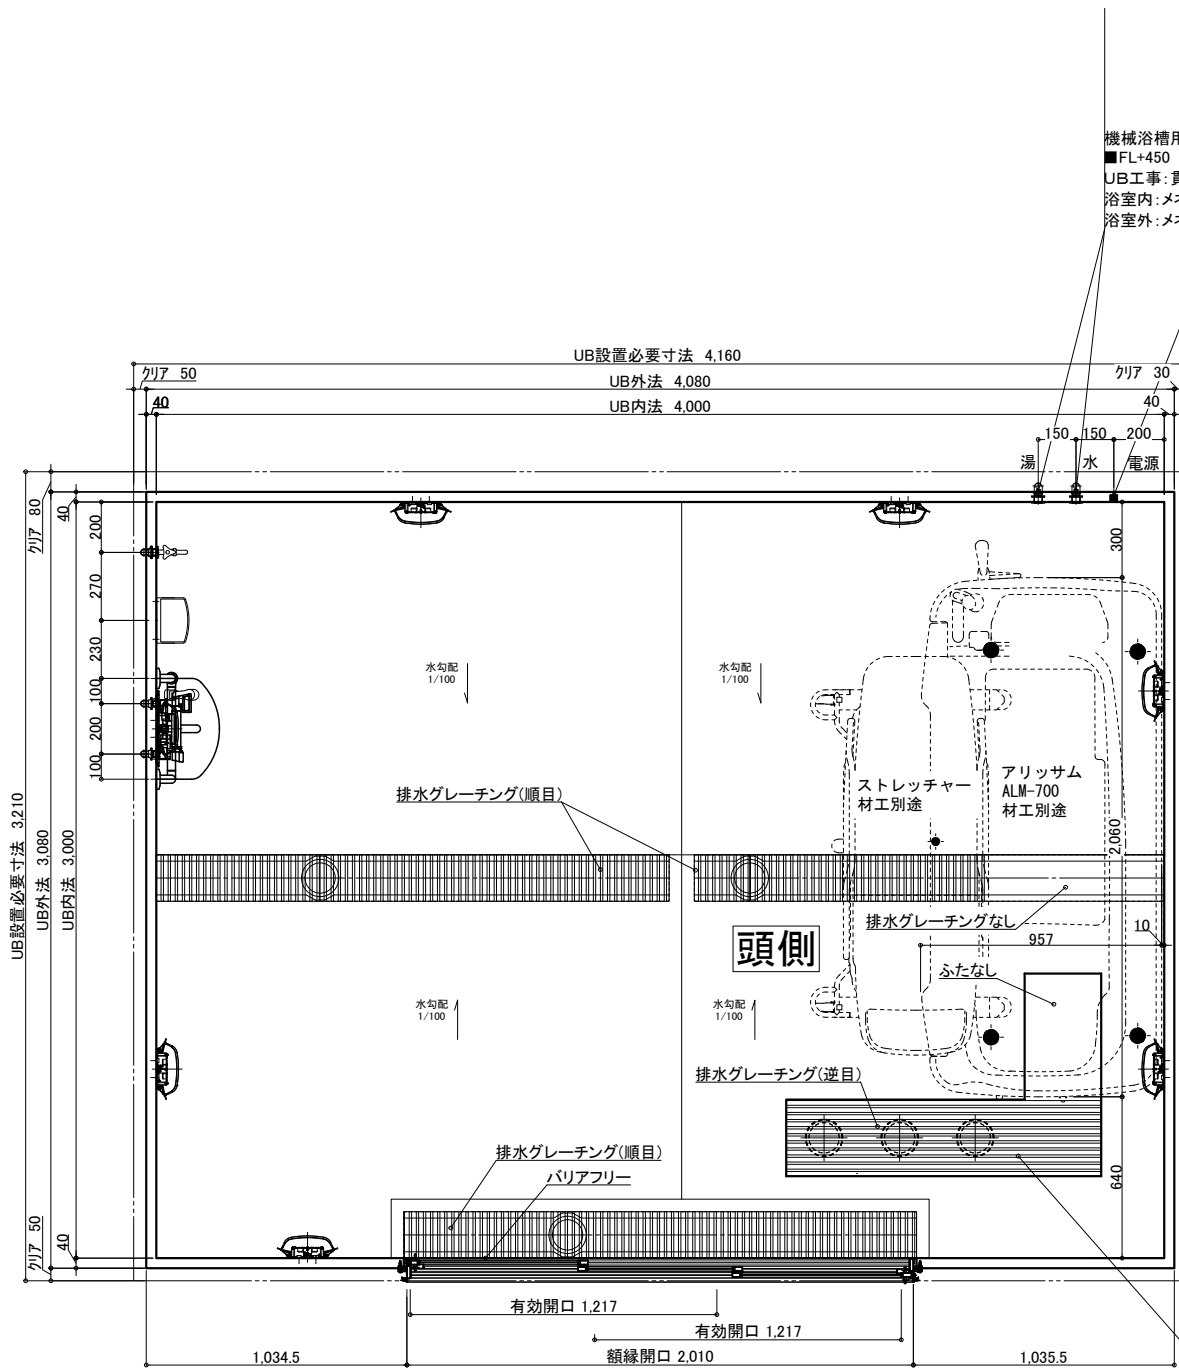 機械浴槽用
■FL+450
UB工事:
浴室内:メネ
浴室外:メネ
UB設置必要寸法 4,160
クリア 50
UB外法 4,080
クリア 30
40
UB内法 4,000
40
150
150
200
湯
水
電源
クリア 80
40
200
300
270
230
100
200
100
水勾配
1/100
水勾配
1/100
ストレッチャー
材工別途
アリッサム
ALM-700
材工別途
排水グレーチング(順目)
2,060
UB設置必要寸法 3,210
UB外法 3,080
UB内法 3,000
排水グレーチングなし
頭側
957
10
ふたなし
水勾配
1/100
水勾配
1/100
排水グレーチング(逆目)
排水グレーチング(順目)
バリアフリー
640
クリア 50
40
有効開口 1,217
有効開口 1,217
1,034.5
額縁開口 2,010
1,035.5